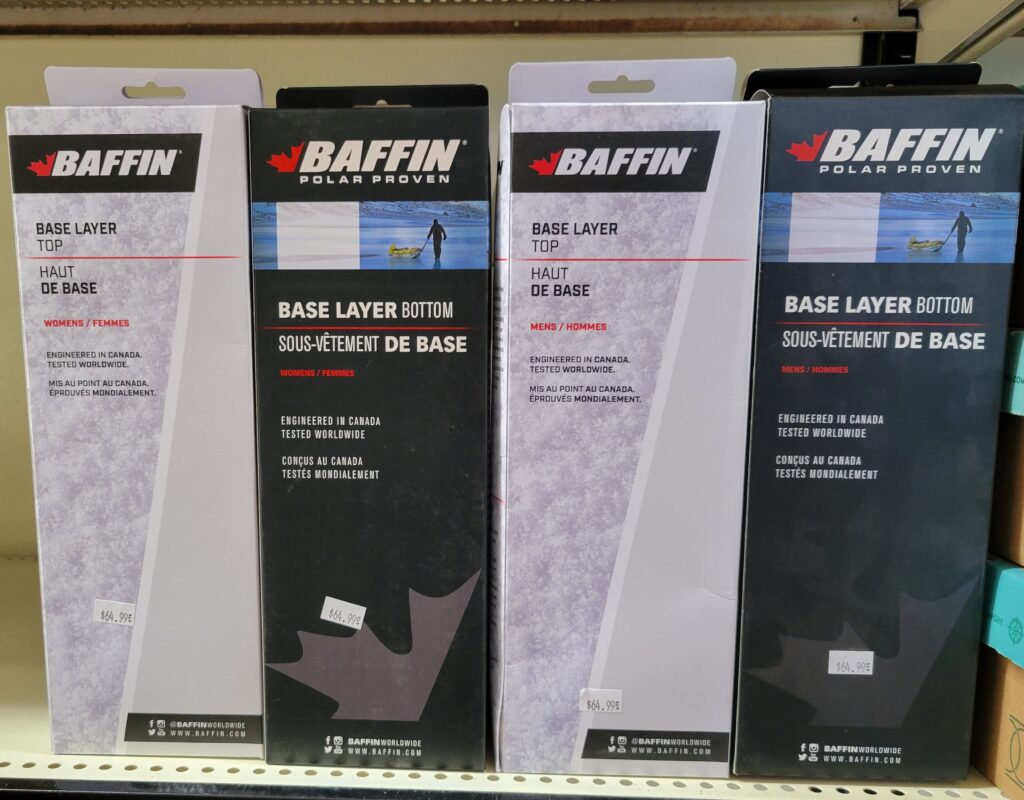 BAFFIN®
BASE LAYER
TOP
HAUT
DE BASE
WOMENS / FEMMES
ENGINEERED IN CANADA.
TESTED WORLDWIDE.
MIS AU POINT AU CANADA.
ÉPROUVÉS MONDIALEMENT.
$64.99
@BAFFINWORLDWIDE
WWW.BAFFIN.COM
BAFFIN®
POLAR PROVEN
BASE LAYER BOTTOM
SOUS-VÊTEMENT DE BASE
WOMENS / FEMMES
ENGINEERED IN CANADA
TESTED WORLDWIDE
CONÇUS AU CANADA
TESTÉS MONDIALEMENT
$64.99
BAFFINWORLDWIDE
WWW.BAFFIN.COM
BAFFIN®
BASE LAYER
TOP
HAUT
DE BASE
MENS / HOMMES
ENGINEERED IN CANADA.
TESTED WORLDWIDE.
MIS AU POINT AU CANADA.
ÉPROUVÉS MONDIALEMENT.
$64.99
@BAFFINWORLDWIDE
WWW.BAFFIN.COM
BAFFIN®
POLAR PROVEN
BASE LAYER BOTTOM
SOUS-VÊTEMENT DE BASE
MENS / HOMMES
ENGINEERED IN CANADA
TESTED WORLDWIDE
CONÇUS AU CANADA
TESTÉS MONDIALEMENT
$64.99
BAFFINWORLDWIDE
WWW.BAFFIN.COM